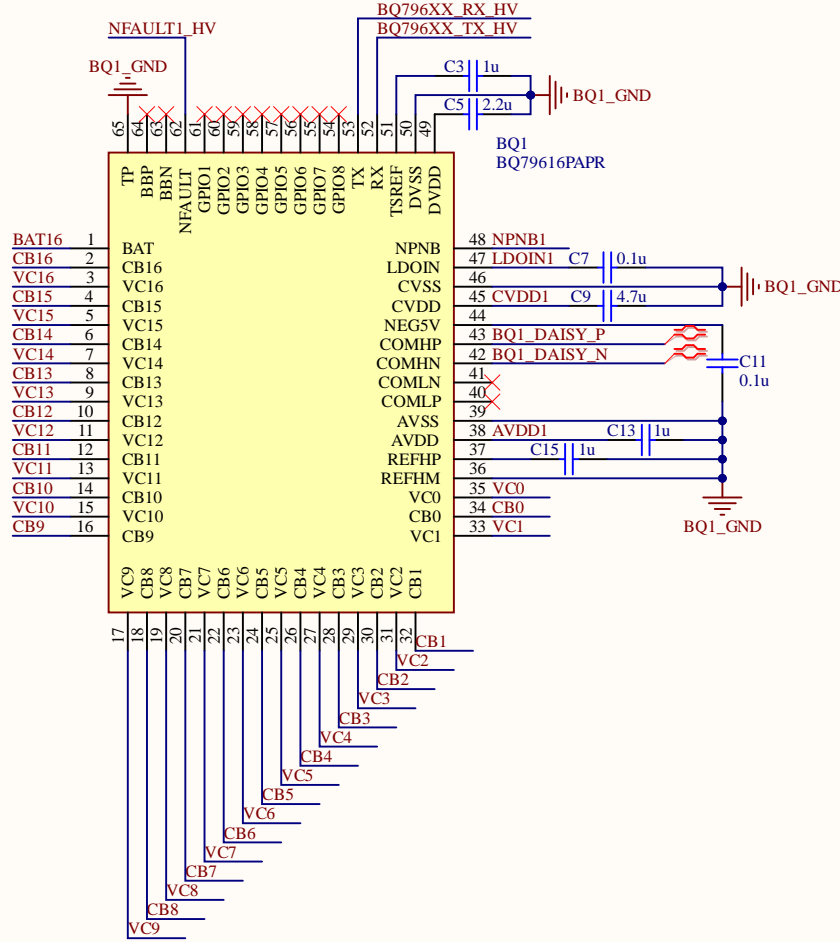 BQ796XX_RX_HV
NFAULT1_HV
BQ796XX_TX_HV
BQ1_GND
C3 1u
C5 2.2u
BQ1_GND
65 64 63 62 61 60 59 58 57 56 55 54 53 52 51 50 49
BQ1
BQ79616PAPR
TP BBP BBN NFAULT GPIO1 GPIO2 GPIO3 GPIO4 GPIO5 GPIO6 GPIO7 GPIO8 TX RX TSREF DVSS DVDD
BAT16 1 BAT NPNB 48 NPNB1
CB16 2 CB16 LDOIN 47 LDOIN1 C7 0.1u
VC16 3 VC16 CVSS 46 BQ1_GND
CB15 4 CB15 CVDD 45 CVDD1 C9 4.7u
VC15 5 VC15 NEG5V 44
CB14 6 CB14 COMHP 43 BQ1_DAISY_P
VC14 7 VC14 COMHN 42 BQ1_DAISY_N C11
CB13 8 CB13 COMLN 41 0.1u
VC13 9 VC13 COMLP 40
CB12 10 CB12 AVSS 39
VC12 11 VC12 AVDD 38 AVDD1 C13 1u
CB11 12 CB11 REFHP 37 C15 1u
VC11 13 VC11 REFHM 36
CB10 14 CB10 VC0 35 VC0
VC10 15 VC10 CB0 34 CB0
CB9 16 CB9 VC1 33 VC1
BQ1_GND
VC9 CB8 VC8 CB7 VC7 CB6 VC6 CB5 VC5 CB4 VC4 CB3 VC3 CB2 VC2 CB1
17 18 19 20 21 22 23 24 25 26 27 28 29 30 31 32
CB1
VC2
CB2
VC3
CB3
VC4
CB4
VC5
CB5
VC6
CB6
VC7
CB7
VC8
CB8
VC9